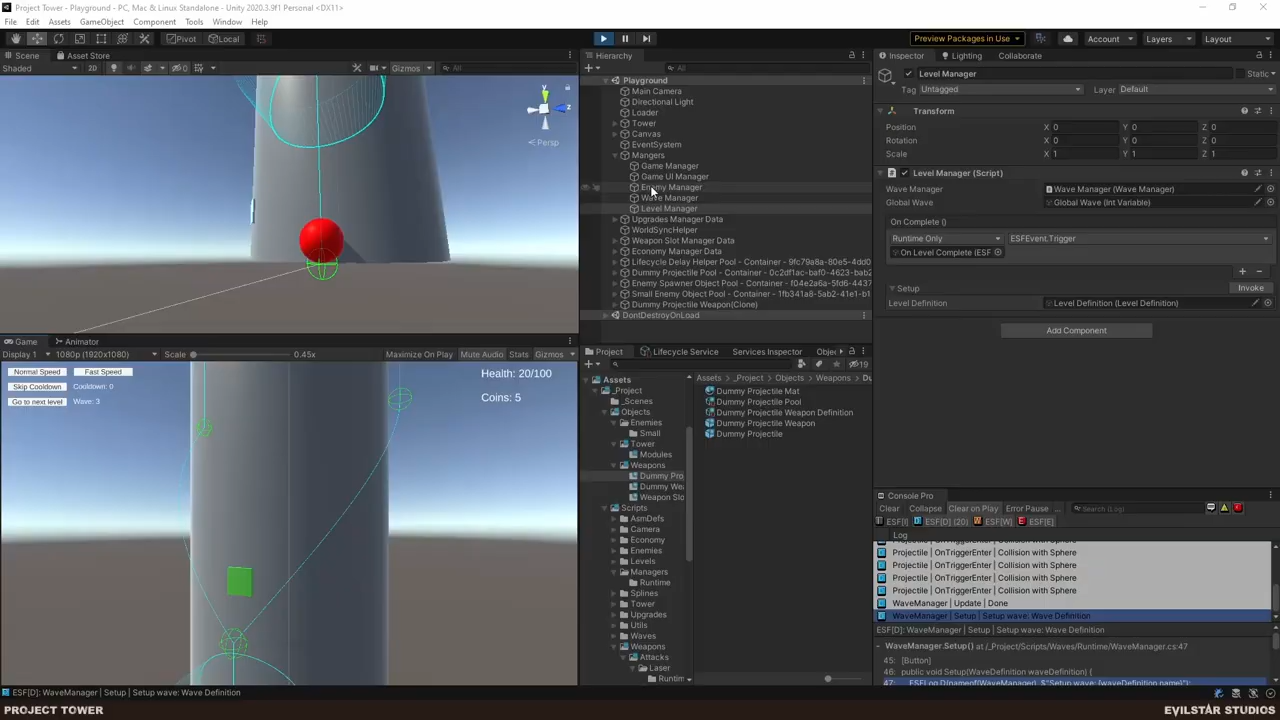 Project Tower - Playground - PC, Mac & Linux Standalone - Unity 2020.3.9f1 Personal <DX11>
File Edit Assets GameObject Component Tools Window Help
Pivot Local Preview Packages in Use Account Layers Layout
Scene Asset Store
Shaded 2D 0 Gizmos All
y
Persp
Hierarchy
All
Playground
Main Camera
Directional Light
Loader
Tower
Canvas
EventSystem
Mangers
Game Manager
Game UI Manager
Enemy Manager
Wave Manager
Level Manager
Upgrades Manager Data
WorldSyncHelper
Weapon Slot Manager Data
Economy Manager Data
Lifecycle Delay Helper Pool - Container - 9fc79a8a-80e5-4dd0
Dummy Projectile Pool - Container - 0c2df1ac-baf0-4623-bab2
Enemy Spawner Object Pool - Container - f04e2a6a-5fd6-4437
Small Enemy Object Pool - Container - 1fb341a8-5ab2-41e1-b1
Dummy Projectile Weapon(Clone)
DontDestroyOnLoad
Inspector Lighting Collaborate
Level Manager Static
Tag Untagged Layer Default
Transform
Position X 0 Y 0 Z 0
Rotation X 0 Y 0 Z 0
Scale X 1 Y 1 Z 1
Level Manager (Script)
Wave Manager Wave Manager (Wave Manager)
Global Wave Global Wave (Int Variable)
On Complete ()
Runtime Only ESFEvent.Trigger
On Level Complete (ESF
Setup Invoke
Level Definition Level Definition (Level Definition)
Add Component
Game Animator
Display 1 1080p (1920x1080) Scale 0.45x Maximize On Play Mute Audio Stats Gizmos
Normal Speed Fast Speed
Skip Cooldown Cooldown: 0
Go to next level Wave: 3
Health: 20/100
Coins: 5
Project Lifecycle Service Services Inspector Obje
19
Assets
_Project
_Scenes
Objects
Enemies
Small
Tower
Modules
Weapons
Dummy Pro
Dummy We
Weapon Slo
Scripts
AsmDefs
Camera
Economy
Enemies
Levels
Managers
Runtime
Splines
Tower
Upgrades
Utils
Waves
Weapons
Attacks
Laser
Runtim
Assets > _Project > Objects > Weapons > Du
Dummy Projectile Mat
Dummy Projectile Pool
Dummy Projectile Weapon Definition
Dummy Projectile Weapon
Dummy Projectile
Console Pro
Clear Collapse Clear on Play Error Pause ... Search (Log)
ESF[I] ESF[D] (20) ESF[W] ESF[E]
Log
Projectile | OnTriggerEnter | Collision with Sphere
Projectile | OnTriggerEnter | Collision with Sphere
Projectile | OnTriggerEnter | Collision with Sphere
Projectile | OnTriggerEnter | Collision with Sphere
Projectile | OnTriggerEnter | Collision with Sphere
WaveManager | Update | Done
WaveManager | Setup | Setup wave: Wave Definition
ESF[D]: WaveManager | Setup | Setup wave: Wave Definition
- WaveManager.Setup() at /_Project/Scripts/Waves/Runtime/WaveManager.cs:47
45: [Button]
46: public void Setup(WaveDefinition waveDefinition) {
47: ESFLog.D(nameof(WaveManager), $"Setup wave: {waveDefinition.name}");
ESF[D]: WaveManager | Setup | Setup wave: Wave Definition
PROJECT TOWER
EVILSTAR STUDIOS